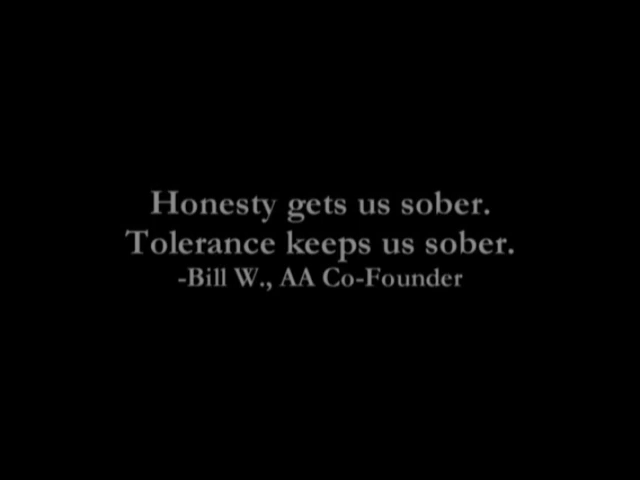 Honesty gets us sober.
Tolerance keeps us sober.
-Bill W., AA Co-Founder